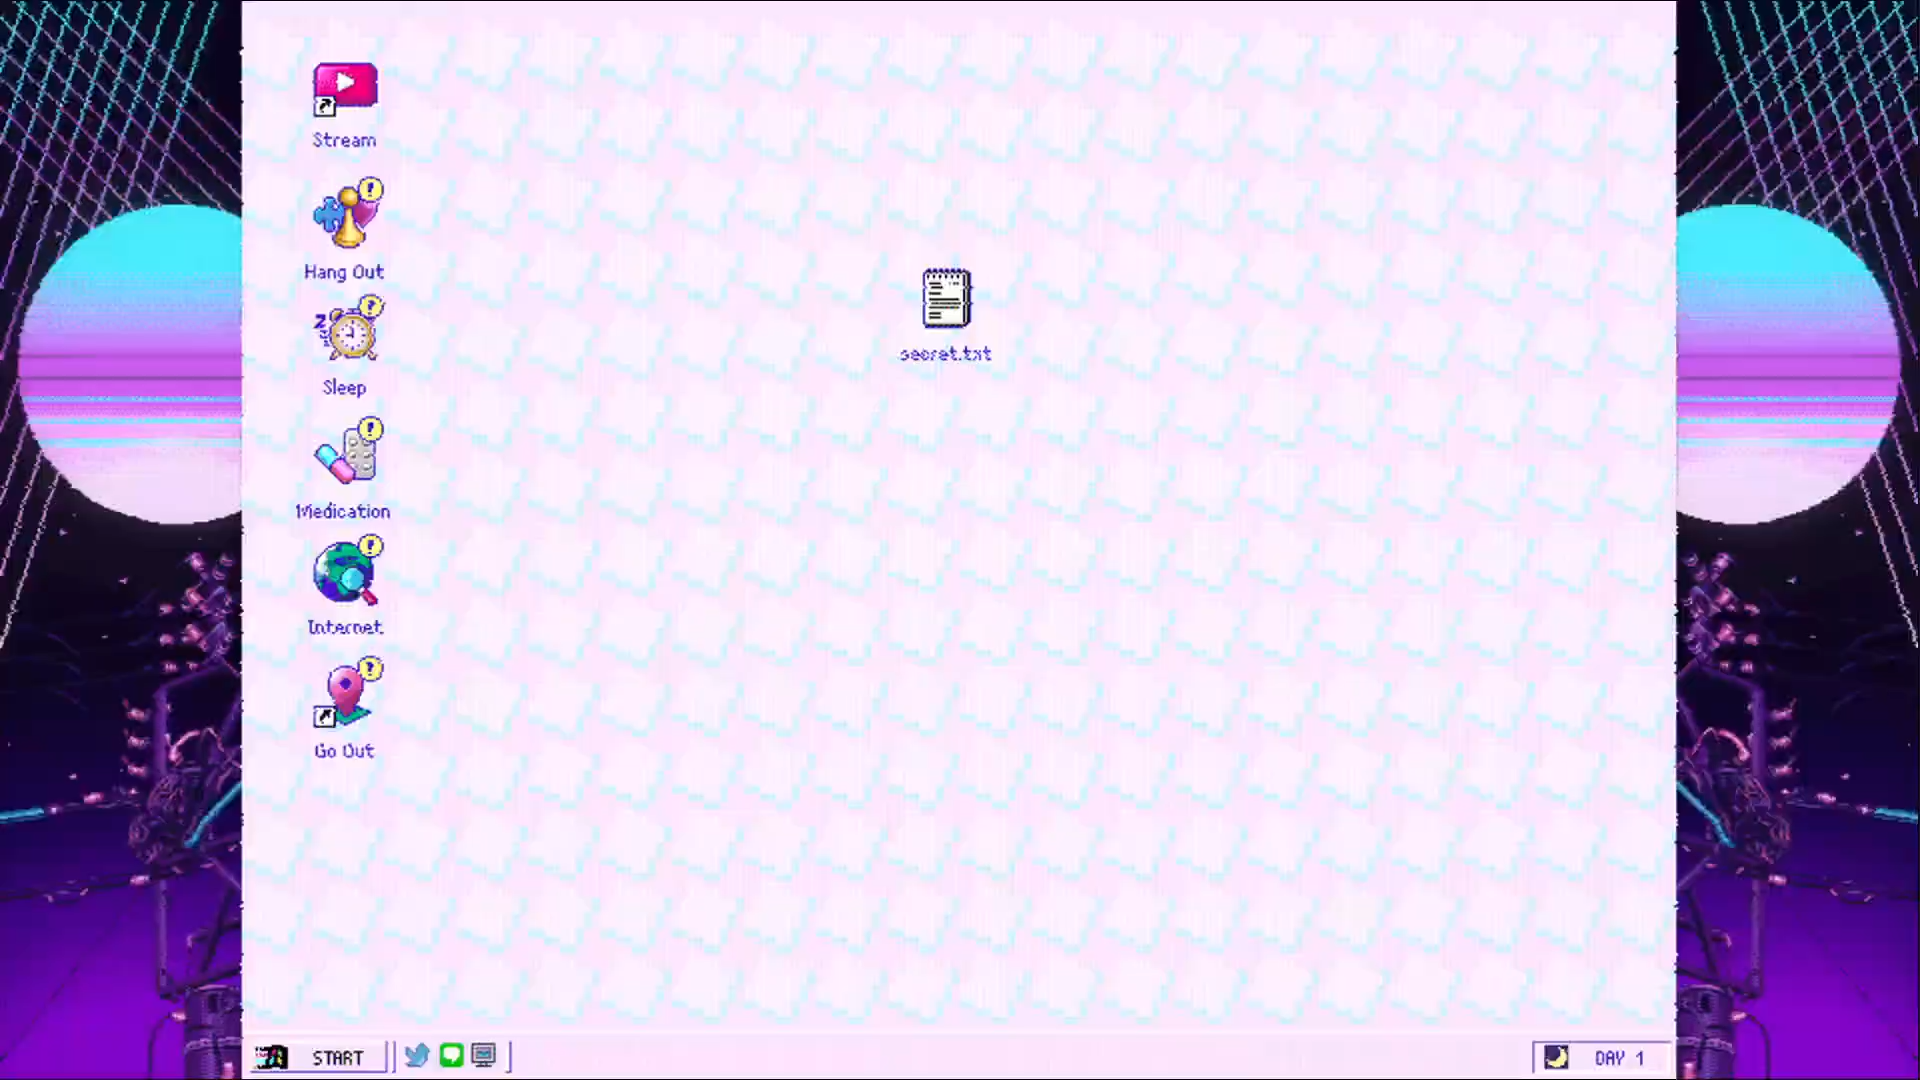 Stream
Hang Out
secret.txt
Sleep
Medication
Internet
Go Out
START
DAY 1